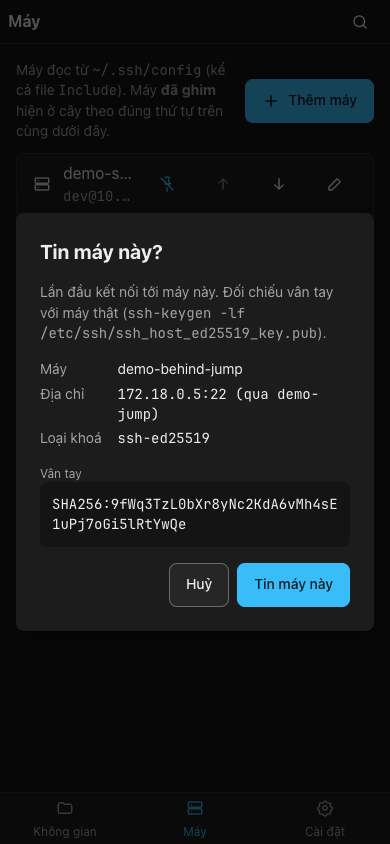 Máy
Máy đọc từ ~/.ssh/config (kể
cả file Include). Máy đã ghim
hiện ở cây theo đúng thứ tự trên
cùng dưới đây.
Thêm máy
demo-s…
dev@10.…
Tin máy này?
Lần đầu kết nối tới máy này. Đối chiếu vân tay
với máy thật (ssh-keygen -lf
/etc/ssh/ssh_host_ed25519_key.pub).
Máy demo-behind-jump
Địa chỉ 172.18.0.5:22 (qua demo-
jump)
Loại khoá ssh-ed25519
Vân tay
SHA256:9fWq3TzL0bXr8yNc2KdA6vMh4sE
1uPj7oGi5lRtYwQe
Huỷ Tin máy này
Không gian Máy Cài đặt